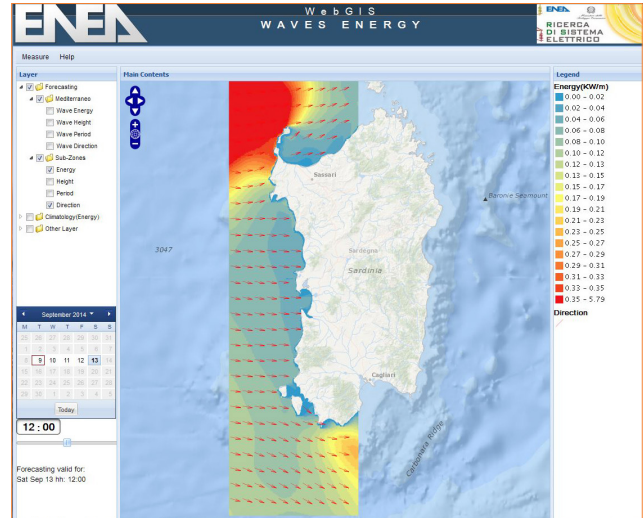 ENEA
WebGIS
WAVES ENERGY
ENEA
RICERCA
DI SISTEMA
ELETTRICO
Measure Help
Layer
Forecasting
Mediterraneo
Wave Energy
Wave Height
Wave Period
Wave Direction
Sub-Zones
Energy
Height
Period
Direction
Climatology(Energy)
Other Layer
September 2014
M T W T F S S
25 26 27 28 29 30 31
1 2 3 4 5 6 7
8 9 10 11 12 13 14
15 16 17 18 19 20 21
22 23 24 25 26 27 28
29 30 1 2 3 4 5
Today
12:00
Forecasting valid for:
Sat Sep 13 hh: 12:00
Main Contents
Sassari
Baronie Seamount
3047
Sardegna
Sardinia
Cagliari
Carbonara Ridge
Legend
Energy(KW/m)
0.00 - 0.02
0.02 - 0.04
0.04 - 0.06
0.06 - 0.08
0.08 - 0.10
0.10 - 0.12
0.12 - 0.13
0.13 - 0.15
0.15 - 0.17
0.17 - 0.19
0.19 - 0.21
0.21 - 0.23
0.23 - 0.25
0.25 - 0.27
0.27 - 0.29
0.29 - 0.31
0.31 - 0.33
0.33 - 0.35
0.35 - 5.79
Direction